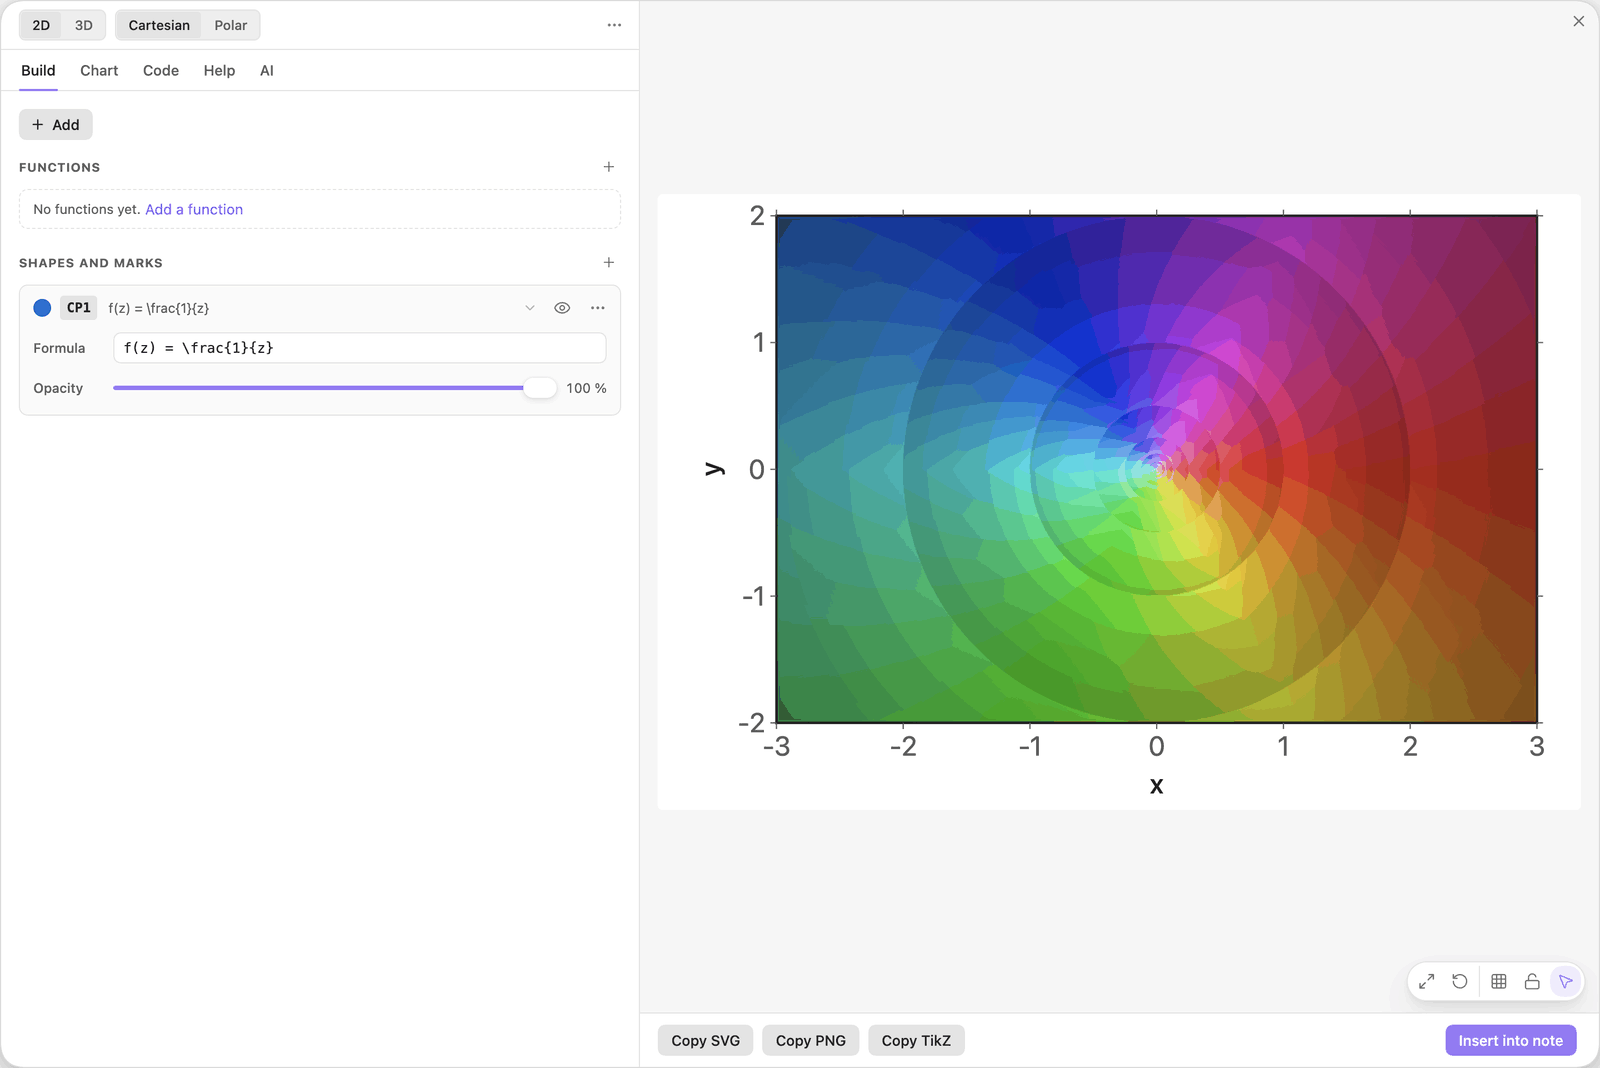 2D 3D Cartesian Polar
Build Chart Code Help AI
+ Add
FUNCTIONS
No functions yet. Add a function
SHAPES AND MARKS
CP1 f(z) = \frac{1}{z}
Formula f(z) = \frac{1}{z}
Opacity 100 %
2
1
0
-1
-2
y
-3 -2 -1 0 1 2 3
x
Copy SVG Copy PNG Copy TikZ Insert into note